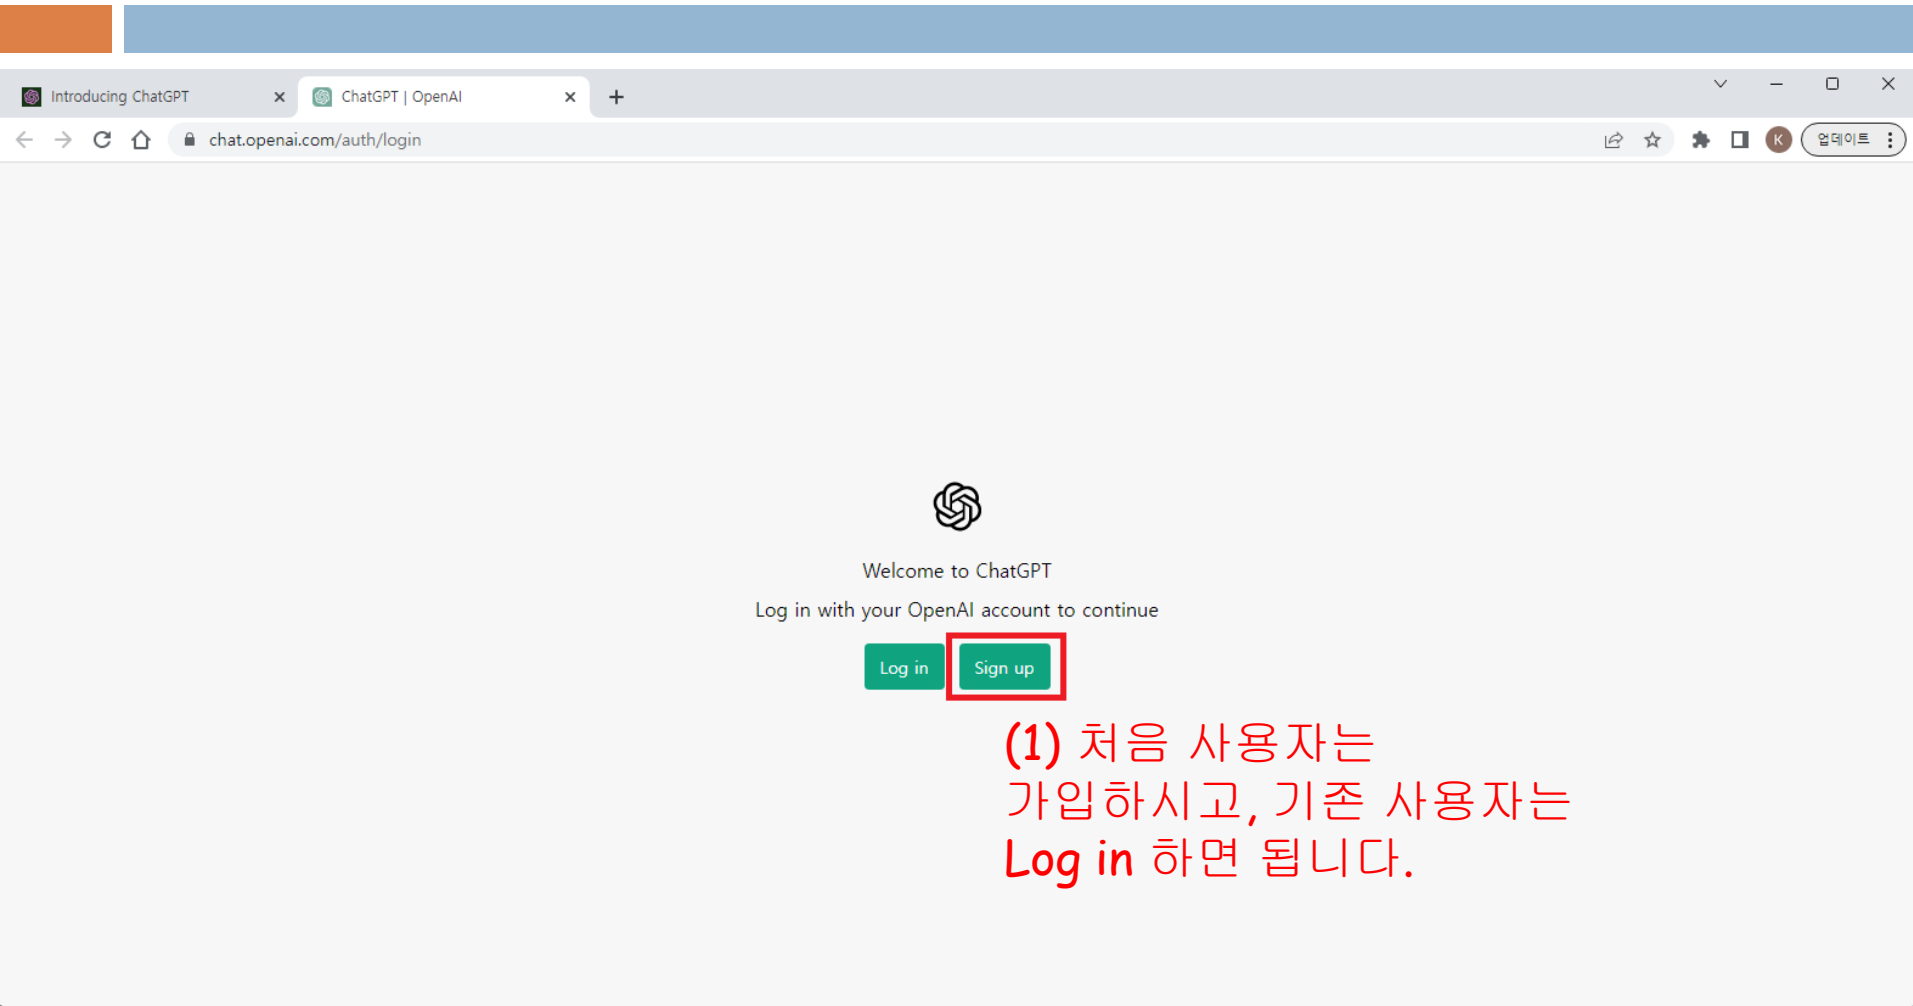 Introducing ChatGPT
ChatGPT | OpenAI
chat.openai.com/auth/login
K
업데이트
Welcome to ChatGPT
Log in with your OpenAI account to continue
Log in
Sign up
(1) 처음 사용자는
가입하시고, 기존 사용자는
Log in 하면 됩니다.